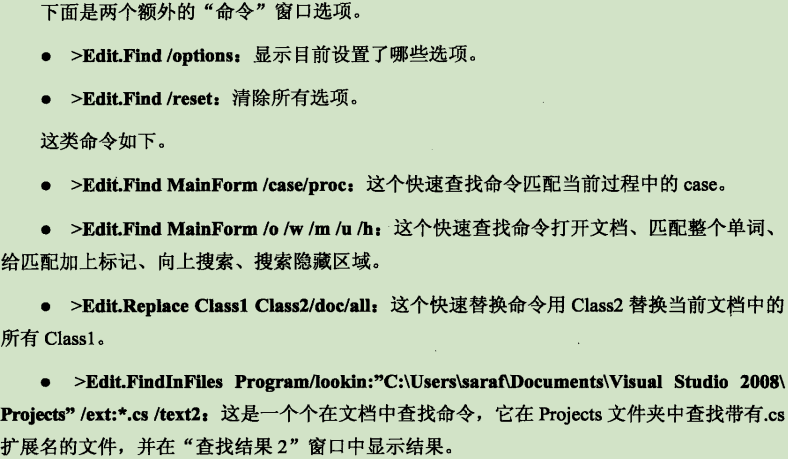 下面是两个额外的“命令”窗口选项。
● >Edit.Find /options：显示目前设置了哪些选项。
● >Edit.Find /reset：清除所有选项。
这类命令如下。
● >Edit.Find MainForm /case/proc：这个快速查找命令匹配当前过程中的 case。
● >Edit.Find MainForm /o /w /m /u /h：这个快速查找命令打开文档、匹配整个单词、
给匹配加上标记、向上搜索、搜索隐藏区域。
● >Edit.Replace Class1 Class2/doc/all：这个快速替换命令用 Class2 替换当前文档中的
所有 Class1。
● >Edit.FindInFiles Program/lookin:”C:\Users\saraf\Documents\Visual Studio 2008\
Projects” /ext:*.cs /text2：这是一个个在文档中查找命令，它在 Projects 文件夹中查找带有.cs
扩展名的文件，并在“查找结果 2”窗口中显示结果。